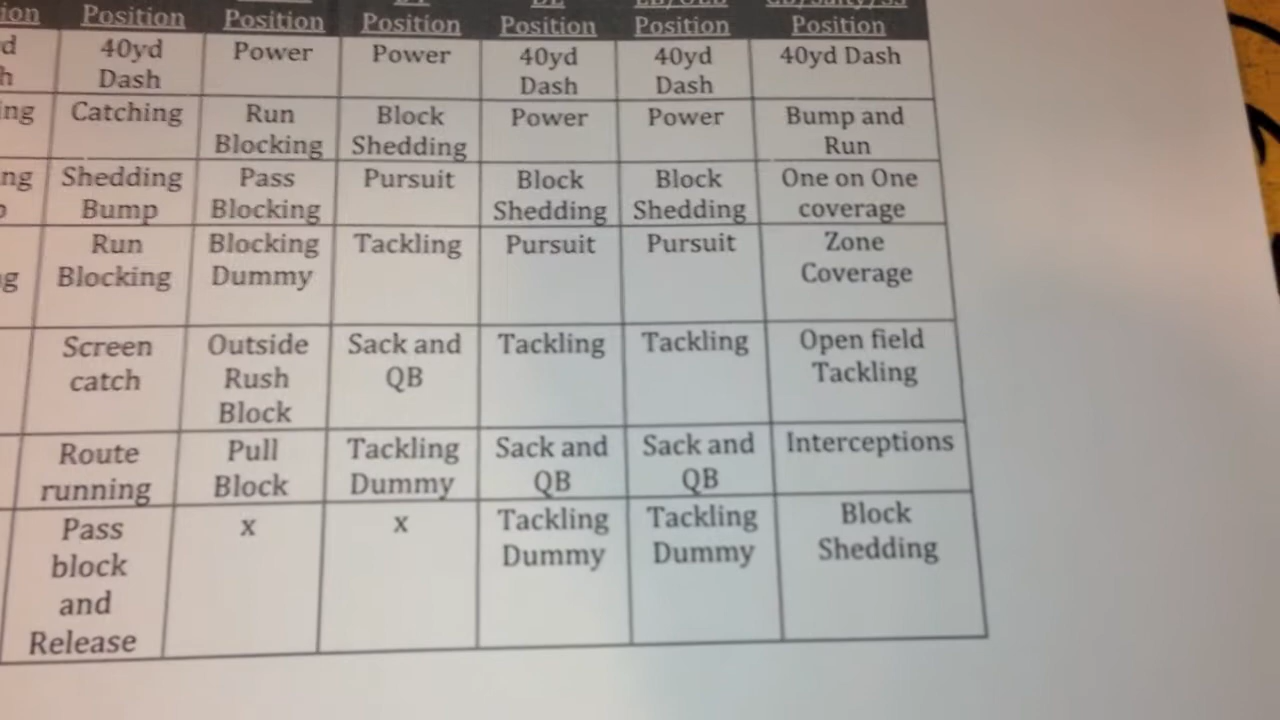 Position Position Position Position Position Position
40yd Power Power 40yd 40yd 40yd Dash
Dash Dash Dash
Catching Run Block Power Power Bump and
Blocking Shedding Run
Shedding Pass Pursuit Block Block One on One
Bump Blocking Shedding Shedding coverage
Run Blocking Tackling Pursuit Pursuit Zone
Blocking Dummy Coverage
Screen Outside Sack and Tackling Tackling Open field
catch Rush QB Tackling
Block
Route Pull Tackling Sack and Sack and Interceptions
running Block Dummy QB QB
Pass x x Tackling Tackling Block
block Dummy Dummy Shedding
and
Release